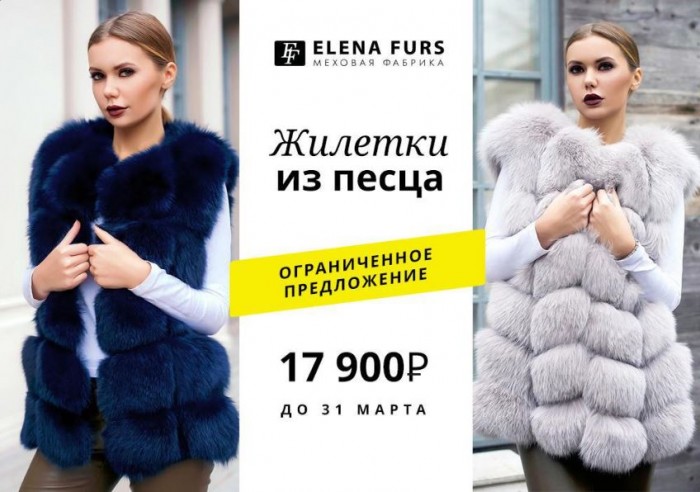 EF ELENA FURS
МЕХОВАЯ ФАБРИКА
Жилетки
из песца
ОГРАНИЧЕННОЕ
ПРЕДЛОЖЕНИЕ
17 900₽
ДО 31 МАРТА